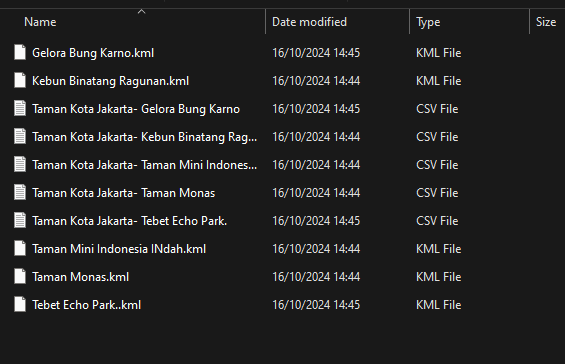 Name Date modified Type Size
Gelora Bung Karno.kml 16/10/2024 14:45 KML File
Kebun Binatang Ragunan.kml 16/10/2024 14:44 KML File
Taman Kota Jakarta- Gelora Bung Karno 16/10/2024 14:45 CSV File
Taman Kota Jakarta- Kebun Binatang Rag... 16/10/2024 14:44 CSV File
Taman Kota Jakarta- Taman Mini Indones... 16/10/2024 14:44 CSV File
Taman Kota Jakarta- Taman Monas 16/10/2024 14:44 CSV File
Taman Kota Jakarta- Tebet Echo Park. 16/10/2024 14:45 CSV File
Taman Mini Indonesia INdah.kml 16/10/2024 14:44 KML File
Taman Monas.kml 16/10/2024 14:44 KML File
Tebet Echo Park..kml 16/10/2024 14:45 KML File